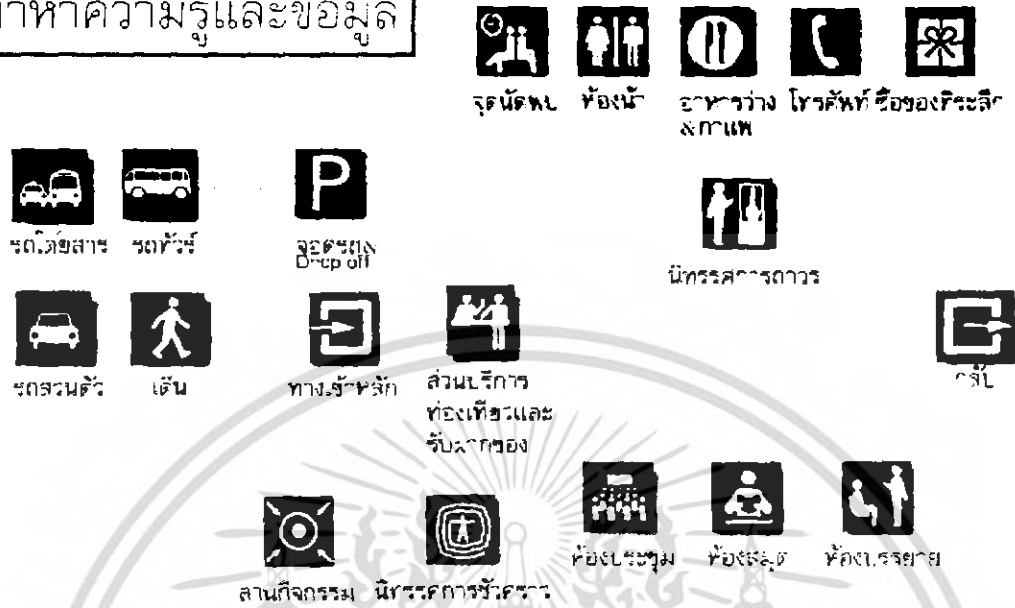 าหาความรู้และข้อมูล
จุดนัดพบ ห้องน้ำ อาหารว่าง โทรศัพท์ ซื้อของที่ระลึก
&กาแฟ
P
รถโดยสาร รถทัวร์ จอดรถ&
Drop off
นิทรรศการถาวร
รถส่วนตัว เดิน ทางเข้าหลัก ส่วนบริการ กลับ
ท่องเที่ยวและ
รับฝากของ
ห้องประชุม ห้องสมุด ห้องบรรยาย
ลานกิจกรรม นิทรรศการชั่วคราว